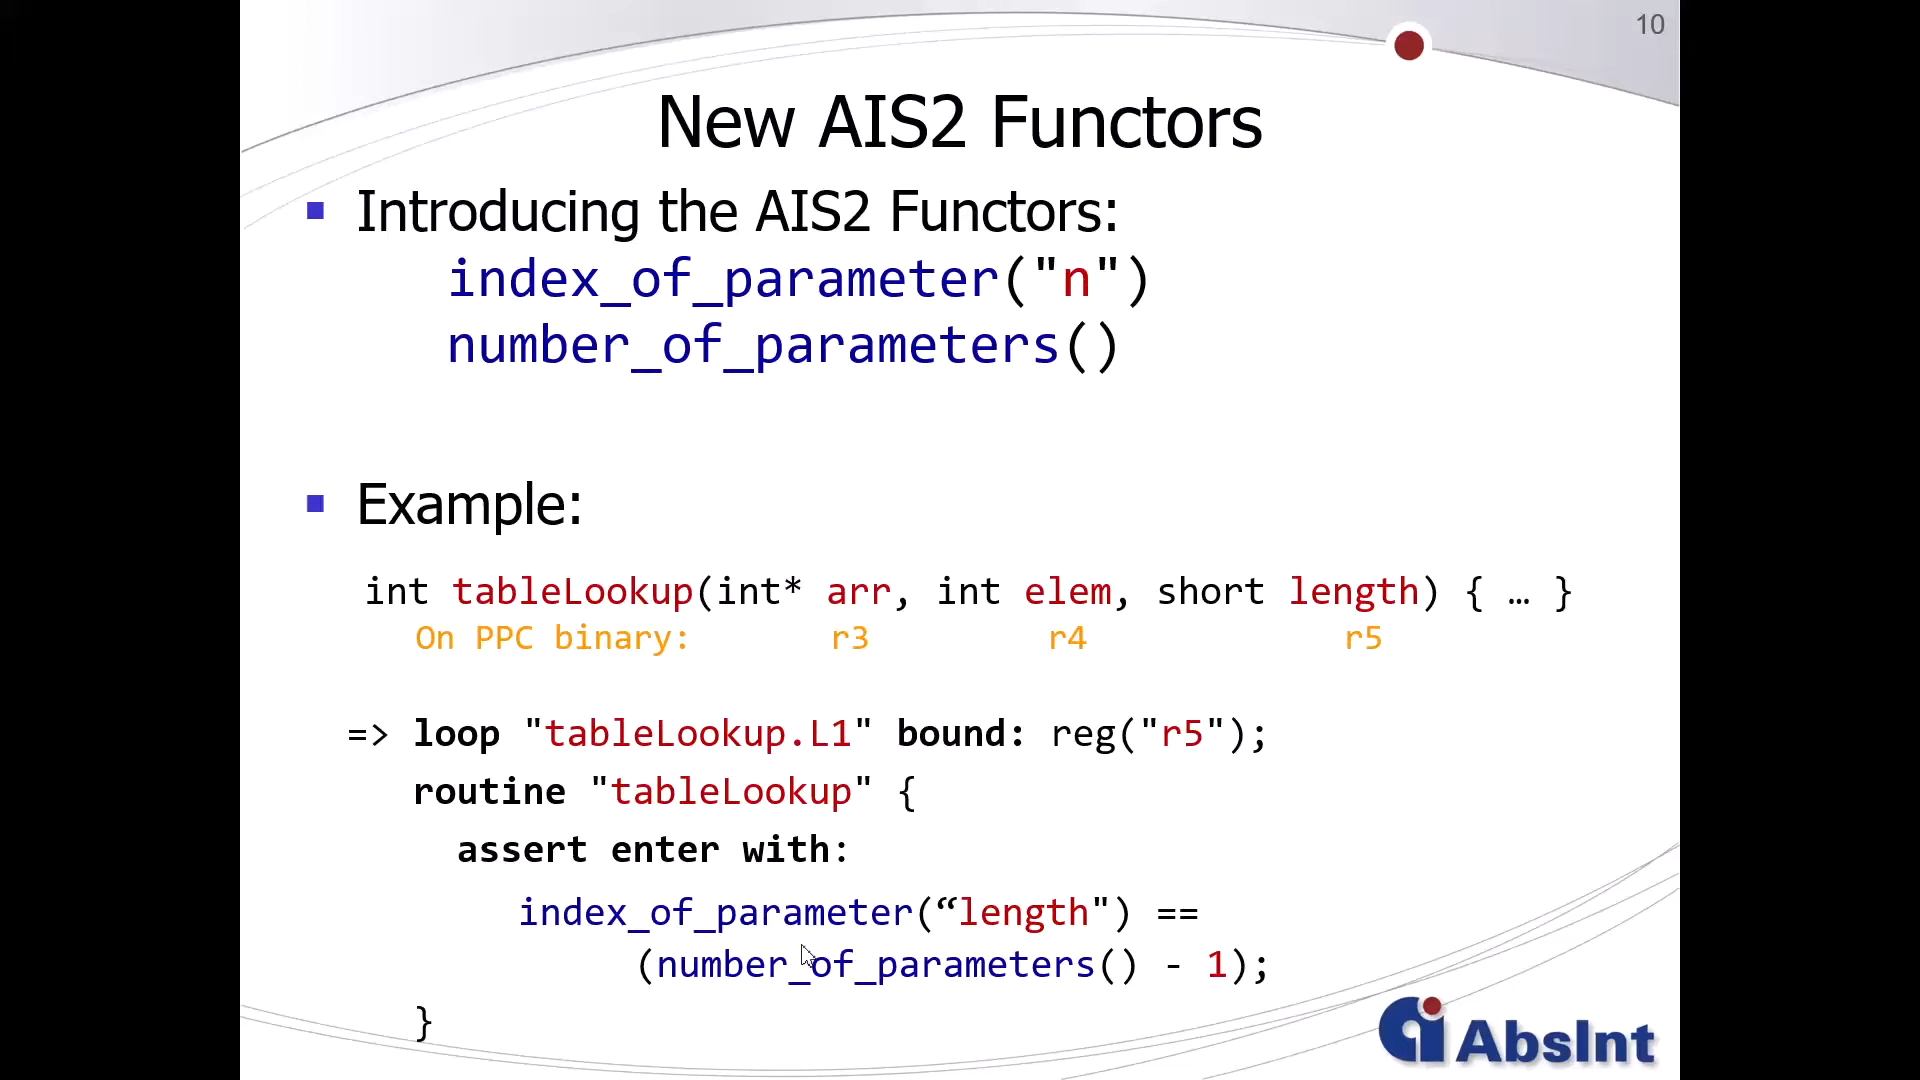 10
New AIS2 Functors
Introducing the AIS2 Functors:
index_of_parameter("n")
number_of_parameters()
Example:
int tableLookup(int* arr, int elem, short length) { … }
On PPC binary: r3 r4 r5
=> loop "tableLookup.L1" bound: reg("r5");
routine "tableLookup" {
assert enter with:
index_of_parameter(“length") ==
(number_of_parameters() - 1);
}
AbsInt